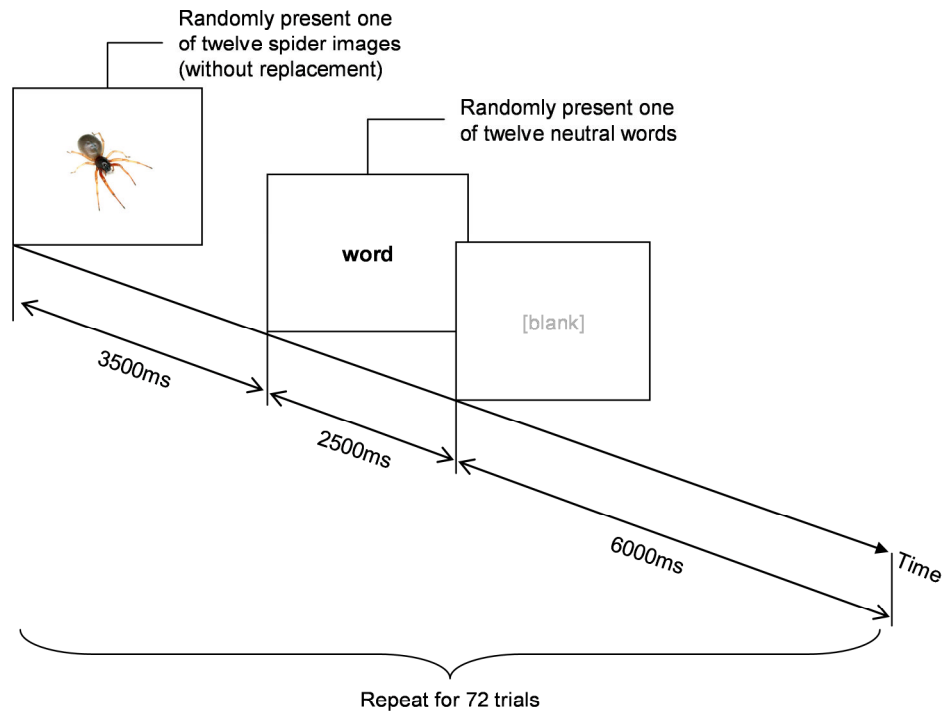 Randomly present one
of twelve spider images
(without replacement)
Randomly present one
of twelve neutral words
word
[blank]
3500ms
2500ms
6000ms
Time
Repeat for 72 trials